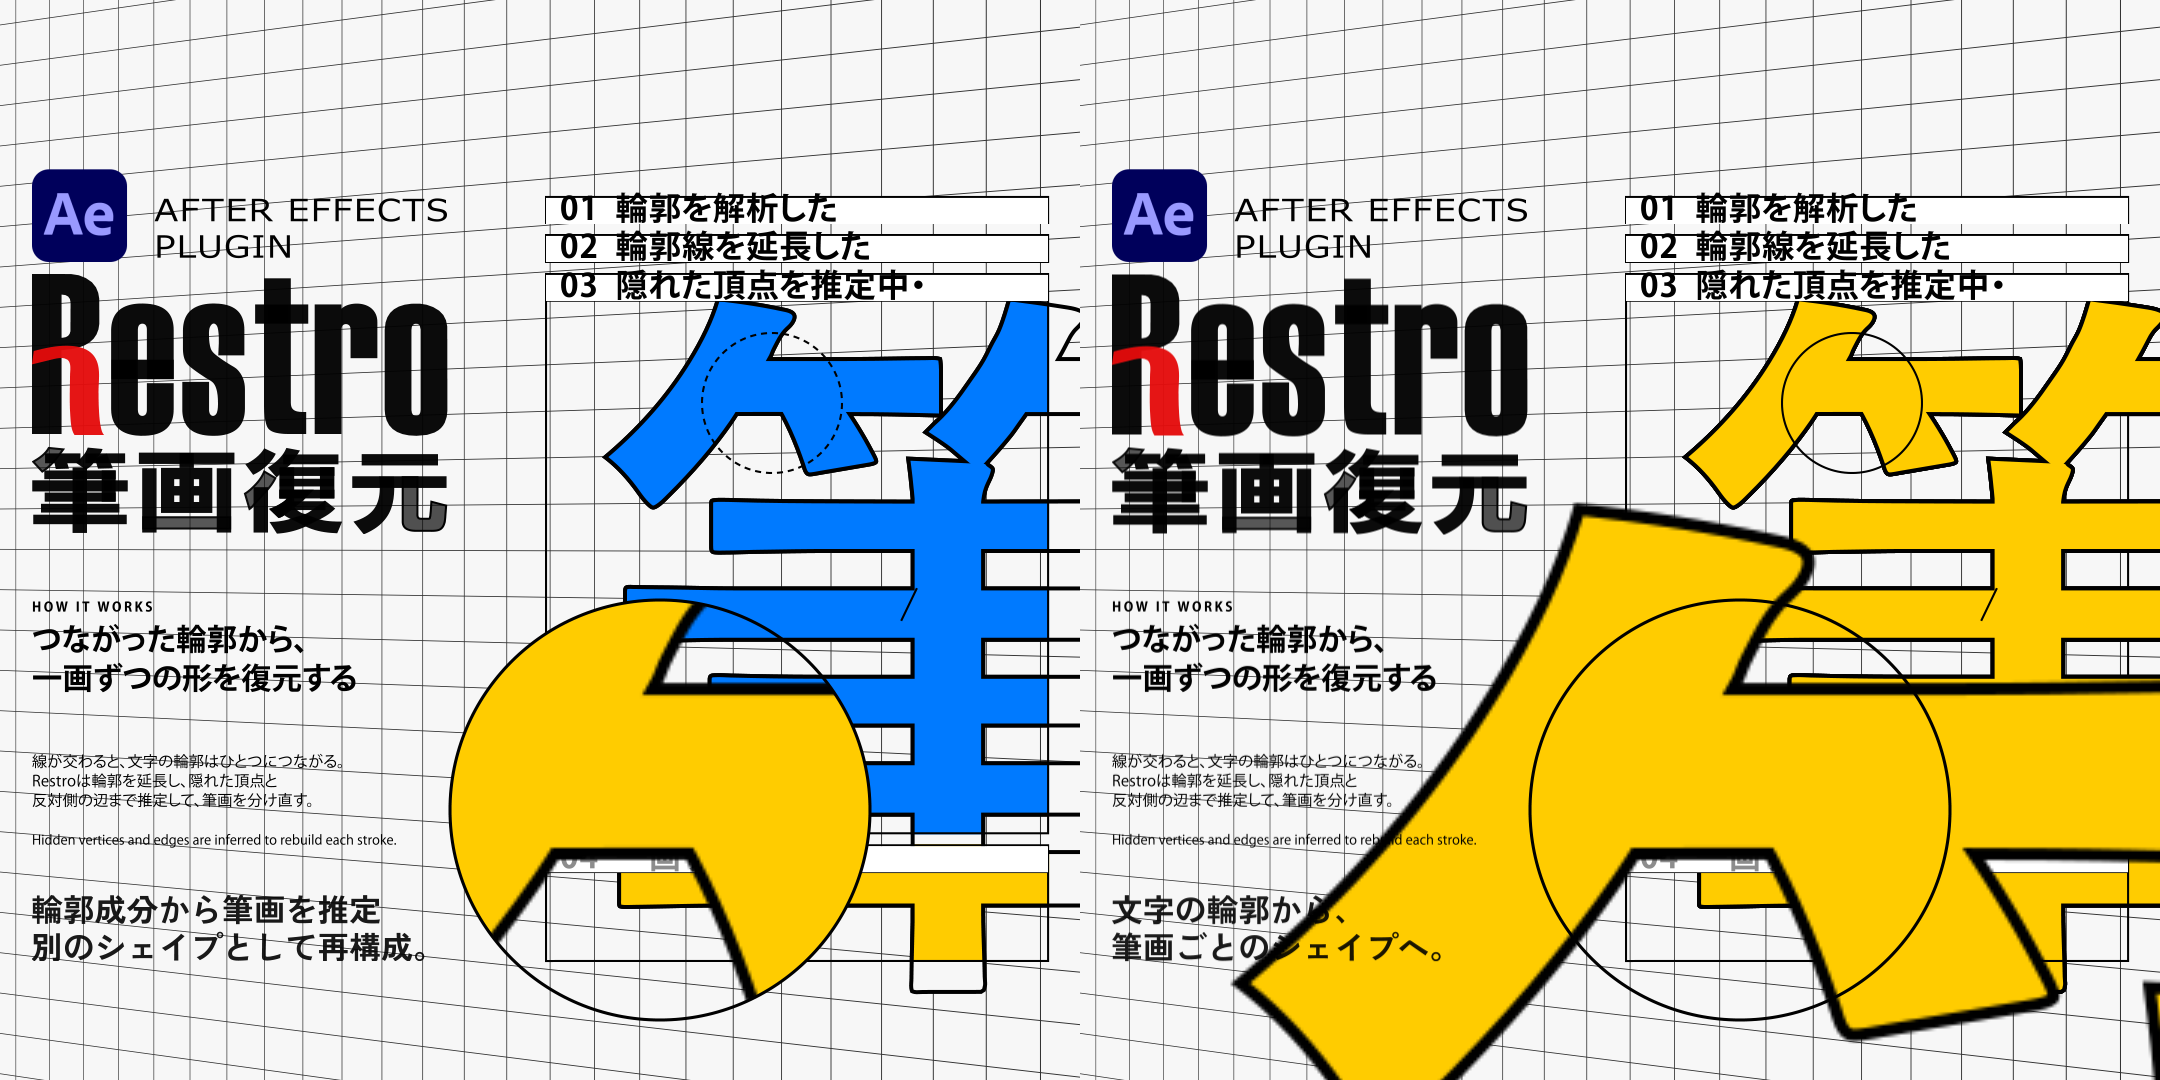 Ae
AFTER EFFECTS
PLUGIN
Restro
筆画復元
HOW IT WORKS
つながった輪郭から、
一画ずつの形を復元する
線が交わると、文字の輪郭はひとつにつながる。
Restroは輪郭を延長し、隠れた頂点と
反対側の辺まで推定して、筆画を分け直す。
Hidden vertices and edges are inferred to rebuild each stroke.
輪郭成分から筆画を推定
別のシェイプとして再構成。
01 輪郭を解析した
02 輪郭線を延長した
03 隠れた頂点を推定中・
04 画
筆
Ae
AFTER EFFECTS
PLUGIN
Restro
筆画復元
HOW IT WORKS
つながった輪郭から、
一画ずつの形を復元する
線が交わると、文字の輪郭はひとつにつながる。
Restroは輪郭を延長し、隠れた頂点と
反対側の辺まで推定して、筆画を分け直す。
Hidden vertices and edges are inferred to rebuild each stroke.
文字の輪郭から、
筆画ごとのシェイプへ。
01 輪郭を解析した
02 輪郭線を延長した
03 隠れた頂点を推定中・
04 画
筆